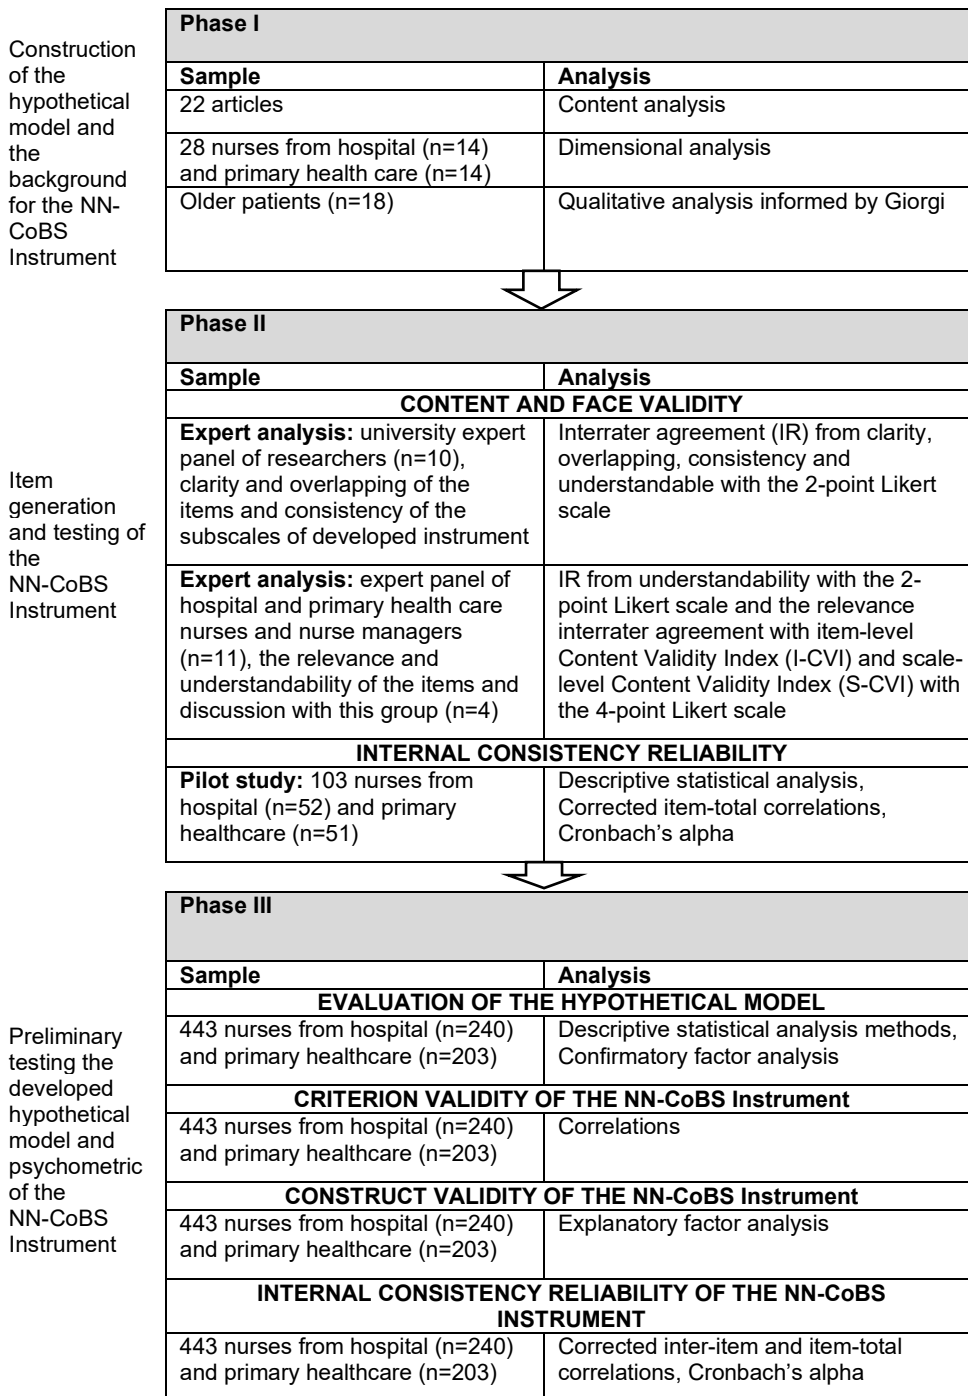 Construction
of the
hypothetical
model and
the
background
for the NN-
CoBS
Instrument
Phase I
Sample
Analysis
22 articles
Content analysis
28 nurses from hospital (n=14)
and primary health care (n=14)
Dimensional analysis
Older patients (n=18)
Qualitative analysis informed by Giorgi
Item
generation
and testing of
the
NN-CoBS
Instrument
Phase II
Sample
Analysis
CONTENT AND FACE VALIDITY
Expert analysis: university expert
panel of researchers (n=10),
clarity and overlapping of the
items and consistency of the
subscales of developed instrument
Interrater agreement (IR) from clarity,
overlapping, consistency and
understandable with the 2-point Likert
scale
Expert analysis: expert panel of
hospital and primary health care
nurses and nurse managers
(n=11), the relevance and
understandability of the items and
discussion with this group (n=4)
IR from understandability with the 2-
point Likert scale and the relevance
interrater agreement with item-level
Content Validity Index (I-CVI) and scale-
level Content Validity Index (S-CVI) with
the 4-point Likert scale
INTERNAL CONSISTENCY RELIABILITY
Pilot study: 103 nurses from
hospital (n=52) and primary
healthcare (n=51)
Descriptive statistical analysis,
Corrected item-total correlations,
Cronbach’s alpha
Preliminary
testing the
developed
hypothetical
model and
psychometric
of the
NN-CoBS
Instrument
Phase III
Sample
Analysis
EVALUATION OF THE HYPOTHETICAL MODEL
443 nurses from hospital (n=240)
and primary healthcare (n=203)
Descriptive statistical analysis methods,
Confirmatory factor analysis
CRITERION VALIDITY OF THE NN-CoBS Instrument
443 nurses from hospital (n=240)
and primary healthcare (n=203)
Correlations
CONSTRUCT VALIDITY OF THE NN-CoBS Instrument
443 nurses from hospital (n=240)
and primary healthcare (n=203)
Explanatory factor analysis
INTERNAL CONSISTENCY RELIABILITY OF THE NN-CoBS
INSTRUMENT
443 nurses from hospital (n=240)
and primary healthcare (n=203)
Corrected inter-item and item-total
correlations, Cronbach’s alpha